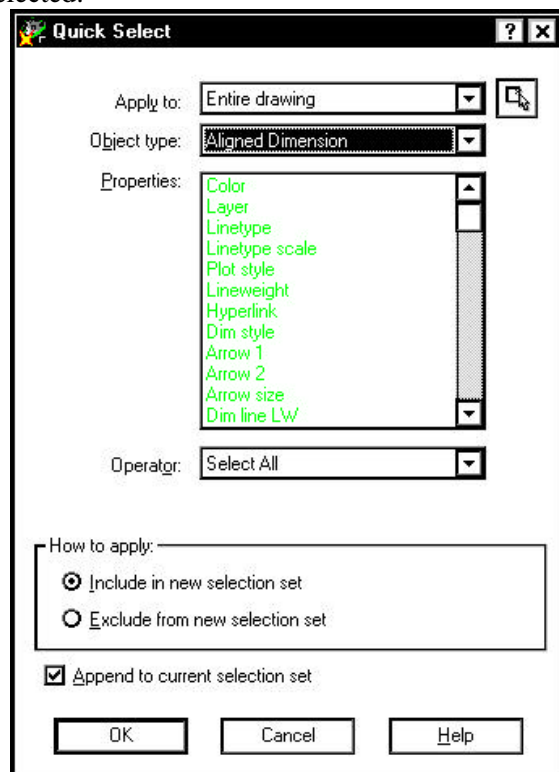 Quick Select
Apply to: Entire drawing
Object type: Aligned Dimension
Properties:
Color
Layer
Linetype
Linetype scale
Plot style
Lineweight
Hyperlink
Dim style
Arrow 1
Arrow 2
Arrow size
Dim line LW
Operator: Select All
How to apply:
Include in new selection set
Exclude from new selection set
Append to current selection set
OK Cancel Help